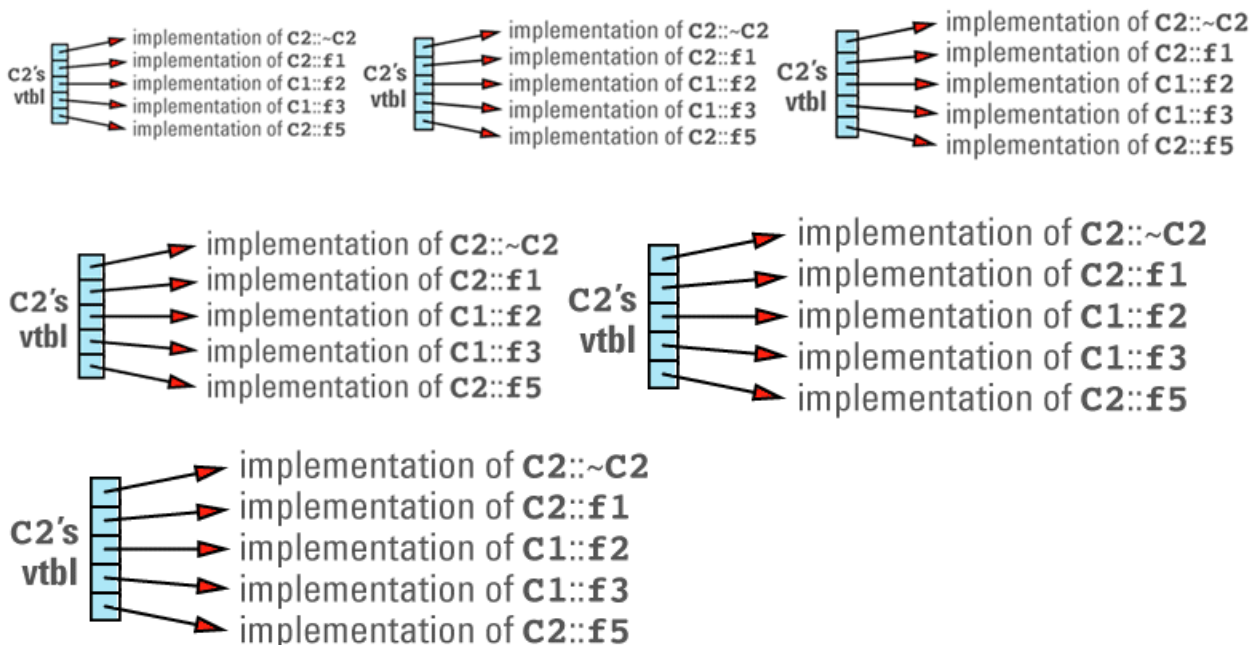 C2's
vtbl
implementation of C2::~C2
implementation of C2::f1
implementation of C1::f2
implementation of C1::f3
implementation of C2::f5
C2's
vtbl
implementation of C2::~C2
implementation of C2::f1
implementation of C1::f2
implementation of C1::f3
implementation of C2::f5
C2's
vtbl
implementation of C2::~C2
implementation of C2::f1
implementation of C1::f2
implementation of C1::f3
implementation of C2::f5
C2's
vtbl
implementation of C2::~C2
implementation of C2::f1
implementation of C1::f2
implementation of C1::f3
implementation of C2::f5
C2's
vtbl
implementation of C2::~C2
implementation of C2::f1
implementation of C1::f2
implementation of C1::f3
implementation of C2::f5
C2's
vtbl
implementation of C2::~C2
implementation of C2::f1
implementation of C1::f2
implementation of C1::f3
implementation of C2::f5